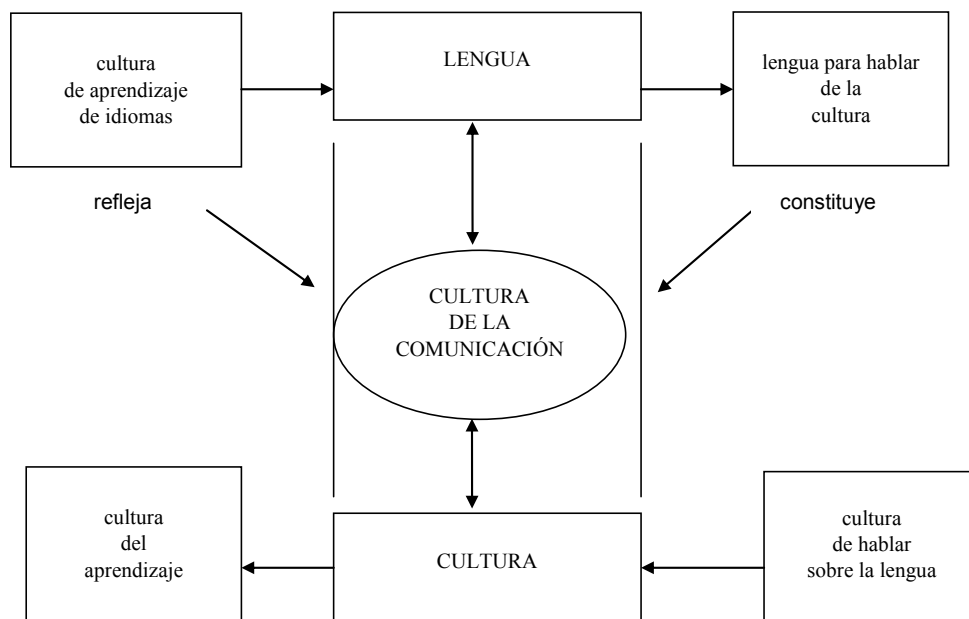 cultura
de aprendizaje
de idiomas
LENGUA
lengua para hablar
de la
cultura
refleja
constituye
CULTURA
DE LA
COMUNICACIÓN
cultura
del
aprendizaje
CULTURA
cultura
de hablar
sobre la lengua